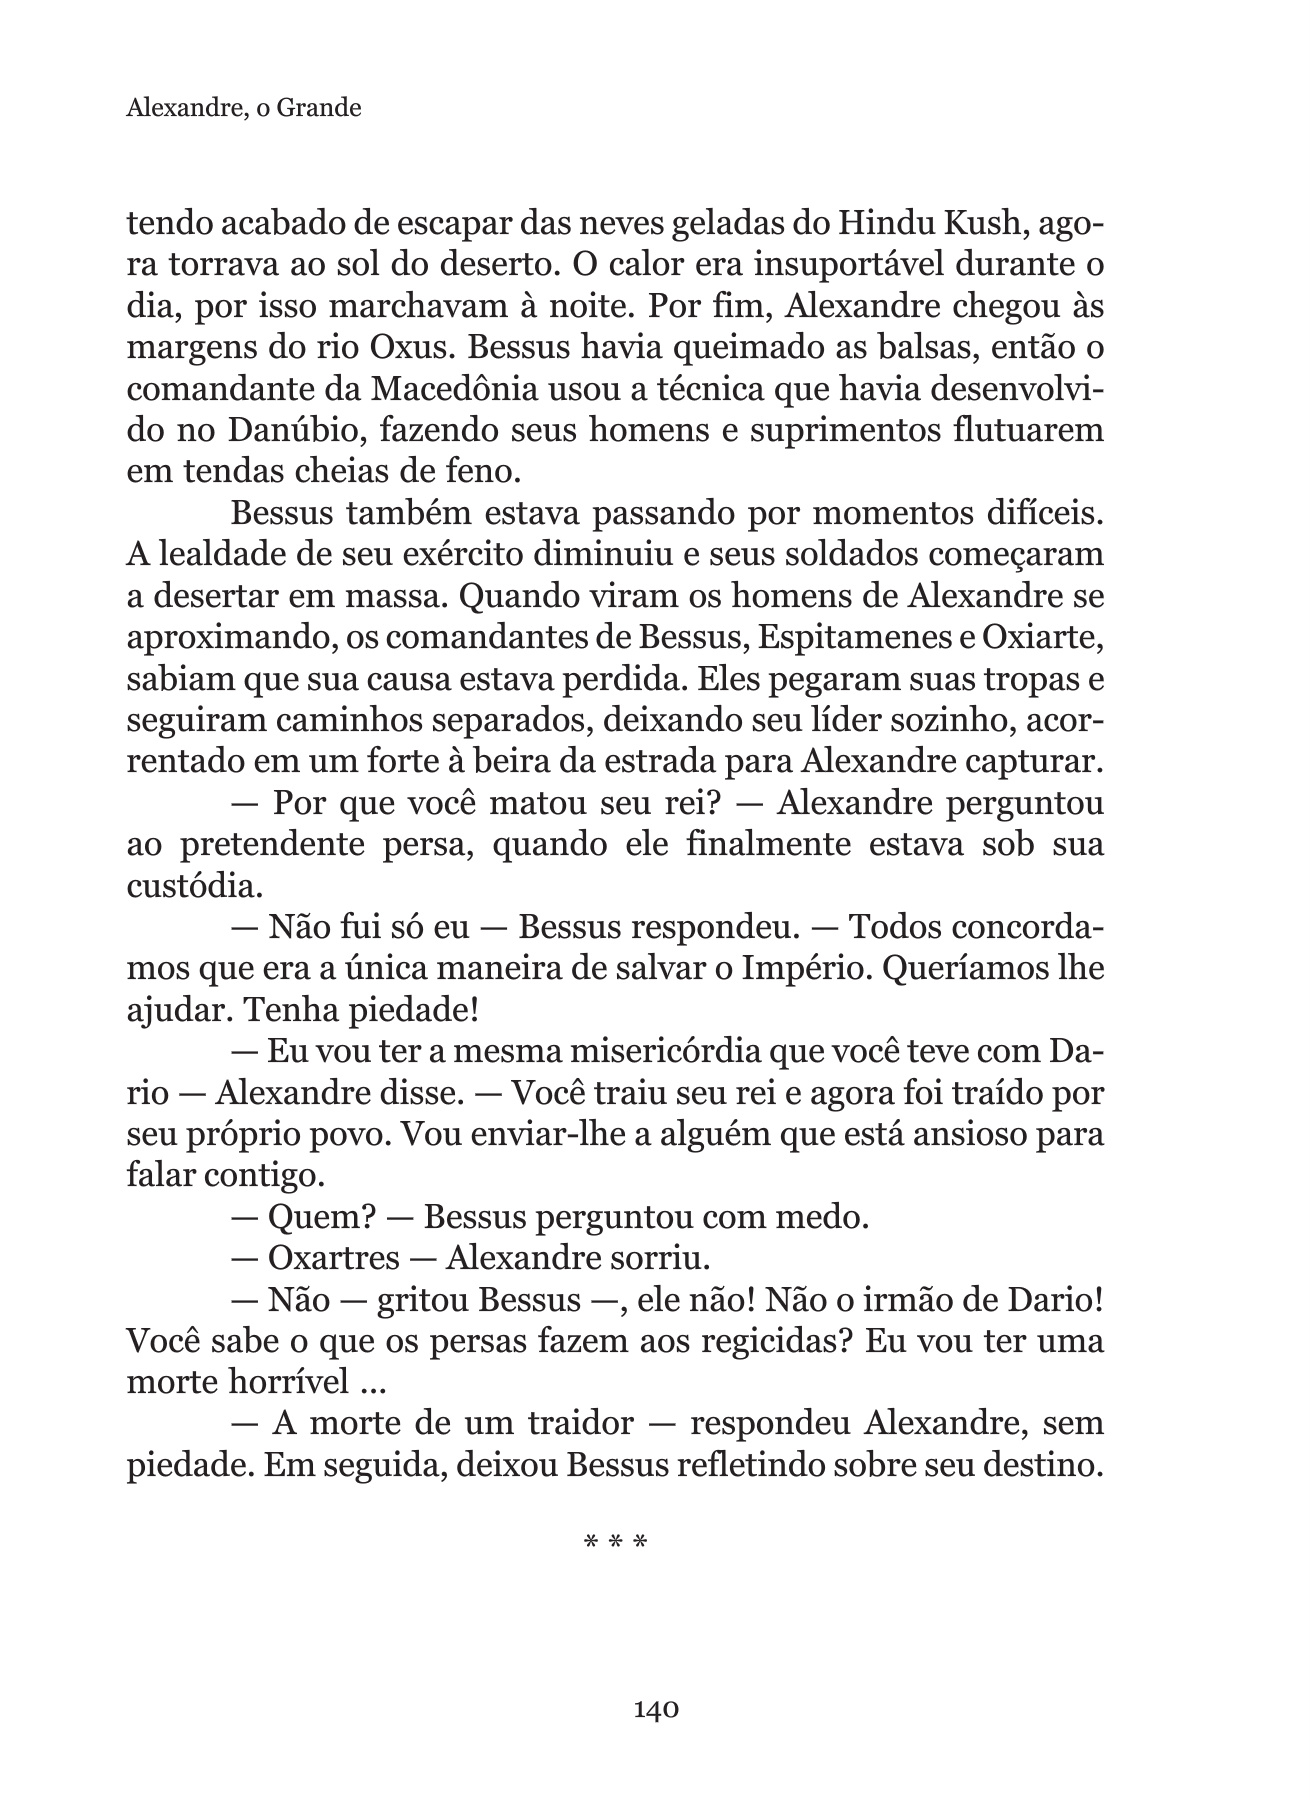 Alexandre, o Grande
tendo acabado de escapar das neves geladas do Hindu Kush, ago-
ra torrava ao sol do deserto. O calor era insuportável durante o
dia, por isso marchavam à noite. Por fim, Alexandre chegou às
margens do rio Oxus. Bessus havia queimado as balsas, então o
comandante da Macedônia usou a técnica que havia desenvolvi-
do no Danúbio, fazendo seus homens e suprimentos flutuarem
em tendas cheias de feno.
Bessus também estava passando por momentos difíceis.
A lealdade de seu exército diminuiu e seus soldados começaram
a desertar em massa. Quando viram os homens de Alexandre se
aproximando, os comandantes de Bessus, Espitamenes e Oxiarte,
sabiam que sua causa estava perdida. Eles pegaram suas tropas e
seguiram caminhos separados, deixando seu líder sozinho, acor-
rentado em um forte à beira da estrada para Alexandre capturar.
— Por que você matou seu rei? — Alexandre perguntou
ao pretendente persa, quando ele finalmente estava sob sua
custódia.
— Não fui só eu — Bessus respondeu. — Todos concorda-
mos que era a única maneira de salvar o Império. Queríamos lhe
ajudar. Tenha piedade!
— Eu vou ter a mesma misericórdia que você teve com Da-
rio — Alexandre disse. — Você traiu seu rei e agora foi traído por
seu próprio povo. Vou enviar-lhe a alguém que está ansioso para
falar contigo.
— Quem? — Bessus perguntou com medo.
— Oxartres — Alexandre sorriu.
— Não — gritou Bessus —, ele não! Não o irmão de Dario!
Você sabe o que os persas fazem aos regicidas? Eu vou ter uma
morte horrível ...
— A morte de um traidor — respondeu Alexandre, sem
piedade. Em seguida, deixou Bessus refletindo sobre seu destino.
* * *
140